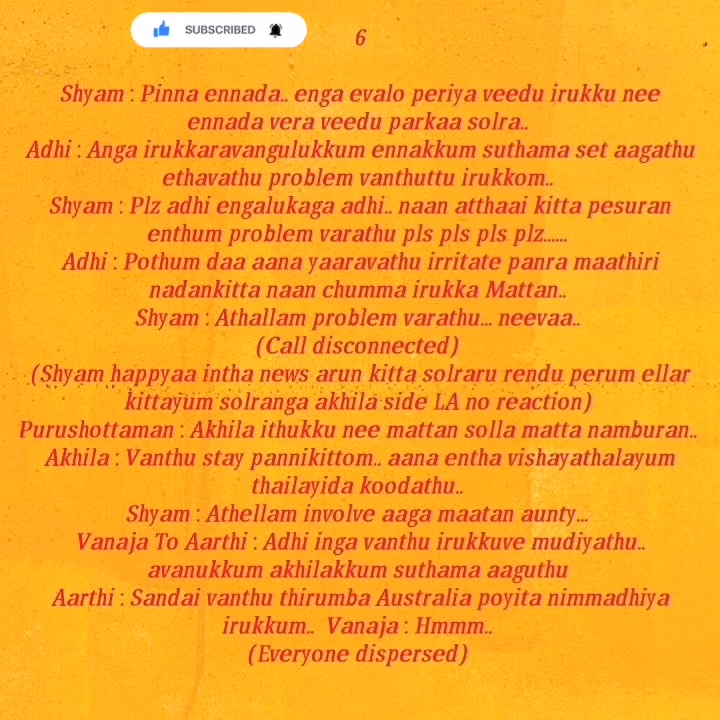 SUBSCRIBED
6
Shyam : Pinna ennada.. enga evalo periya veedu irukku nee
ennada vera veedu parkaa solra..
Adhi : Anga irukkaravangulukkum ennakkum suthama set aagathu
ethavathu problem vanthuttu irukkom..
Shyam : Plz adhi engalukaga adhi.. naan atthaai kitta pesuran
enthum problem varathu pls pls pls plz......
Adhi : Pothum daa aana yaaravathu irritate panra maathiri
nadankitta naan chumma irukka Mattan..
Shyam : Athallam problem varathu... neevaa..
(Call disconnected)
(Shyam happyaa intha news arun kitta solraru rendu perum ellar
kittayum solranga akhila side LA no reaction)
Purushottaman : Akhila ithukku nee mattan solla matta namburan..
Akhila : Vanthu stay pannikittom.. aana entha vishayathalayum
thailayida koodathu..
Shyam : Athellam involve aaga maatan aunty...
Vanaja To Aarthi : Adhi inga vanthu irukkuve mudiyathu..
avanukkum akhilakkum suthama aaguthu
Aarthi : Sandai vanthu thirumba Australia poyita nimmadhiya
irukkum.. Vanaja : Hmmm..
(Everyone dispersed)